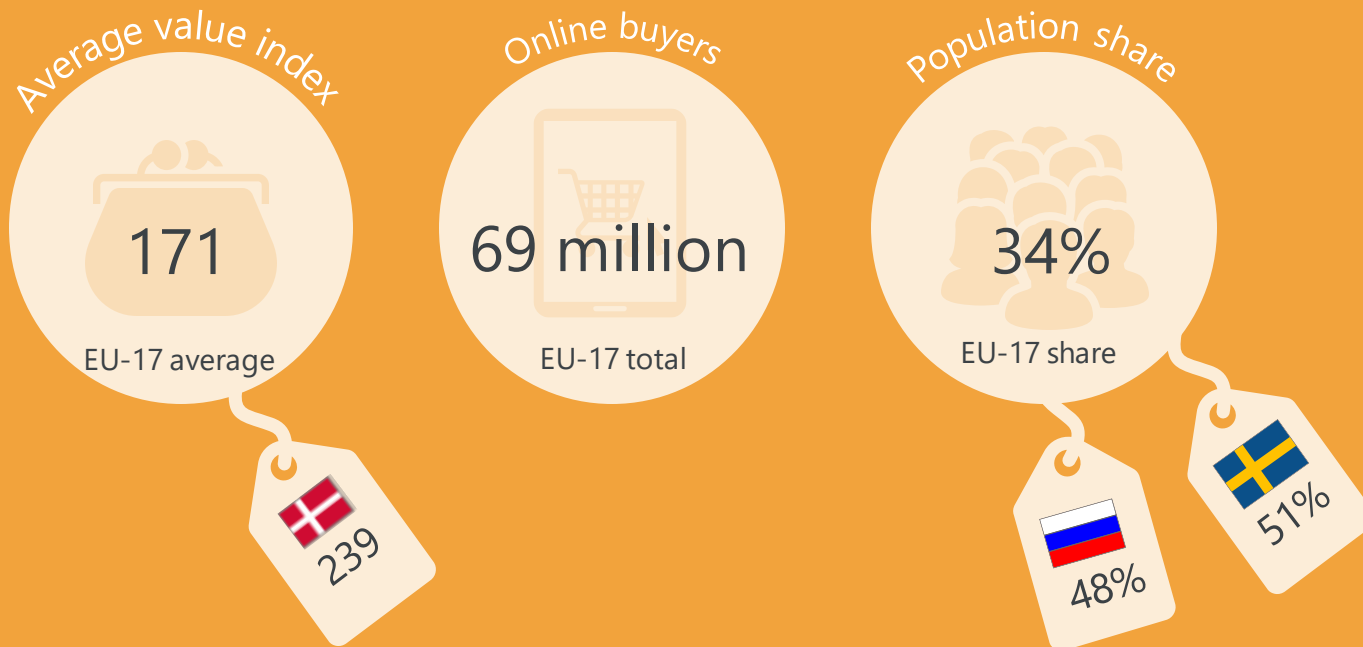 Average value index
171
EU-17 average
239
Online buyers
69 million
EU-17 total
Population share
34%
EU-17 share
48%
51%